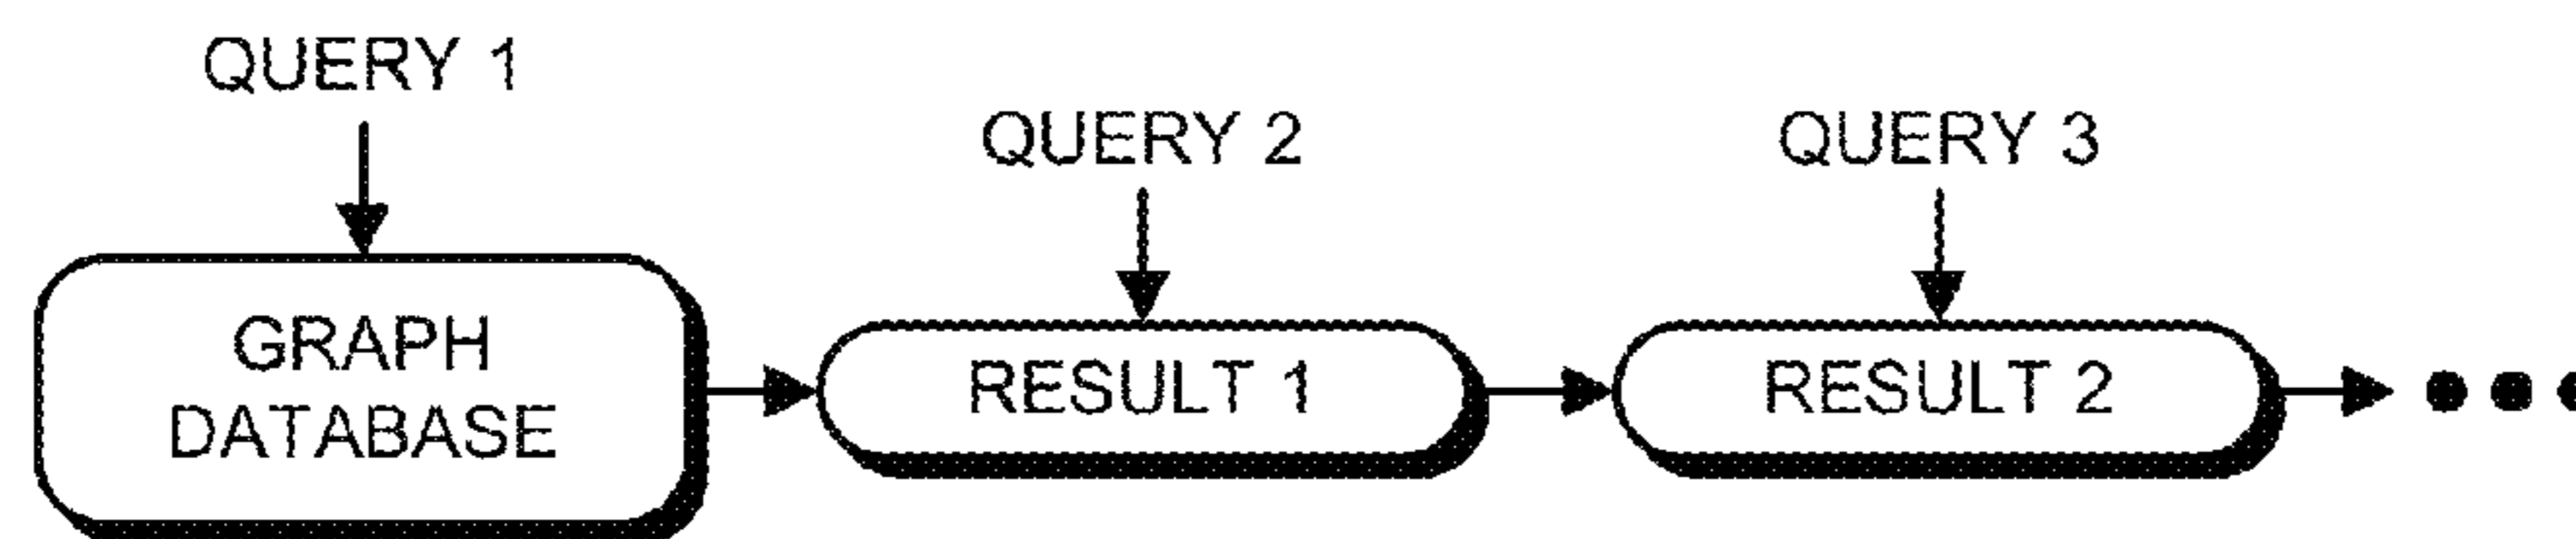 QUERY 1
QUERY 2
QUERY 3
GRAPH
DATABASE
RESULT 1
RESULT 2